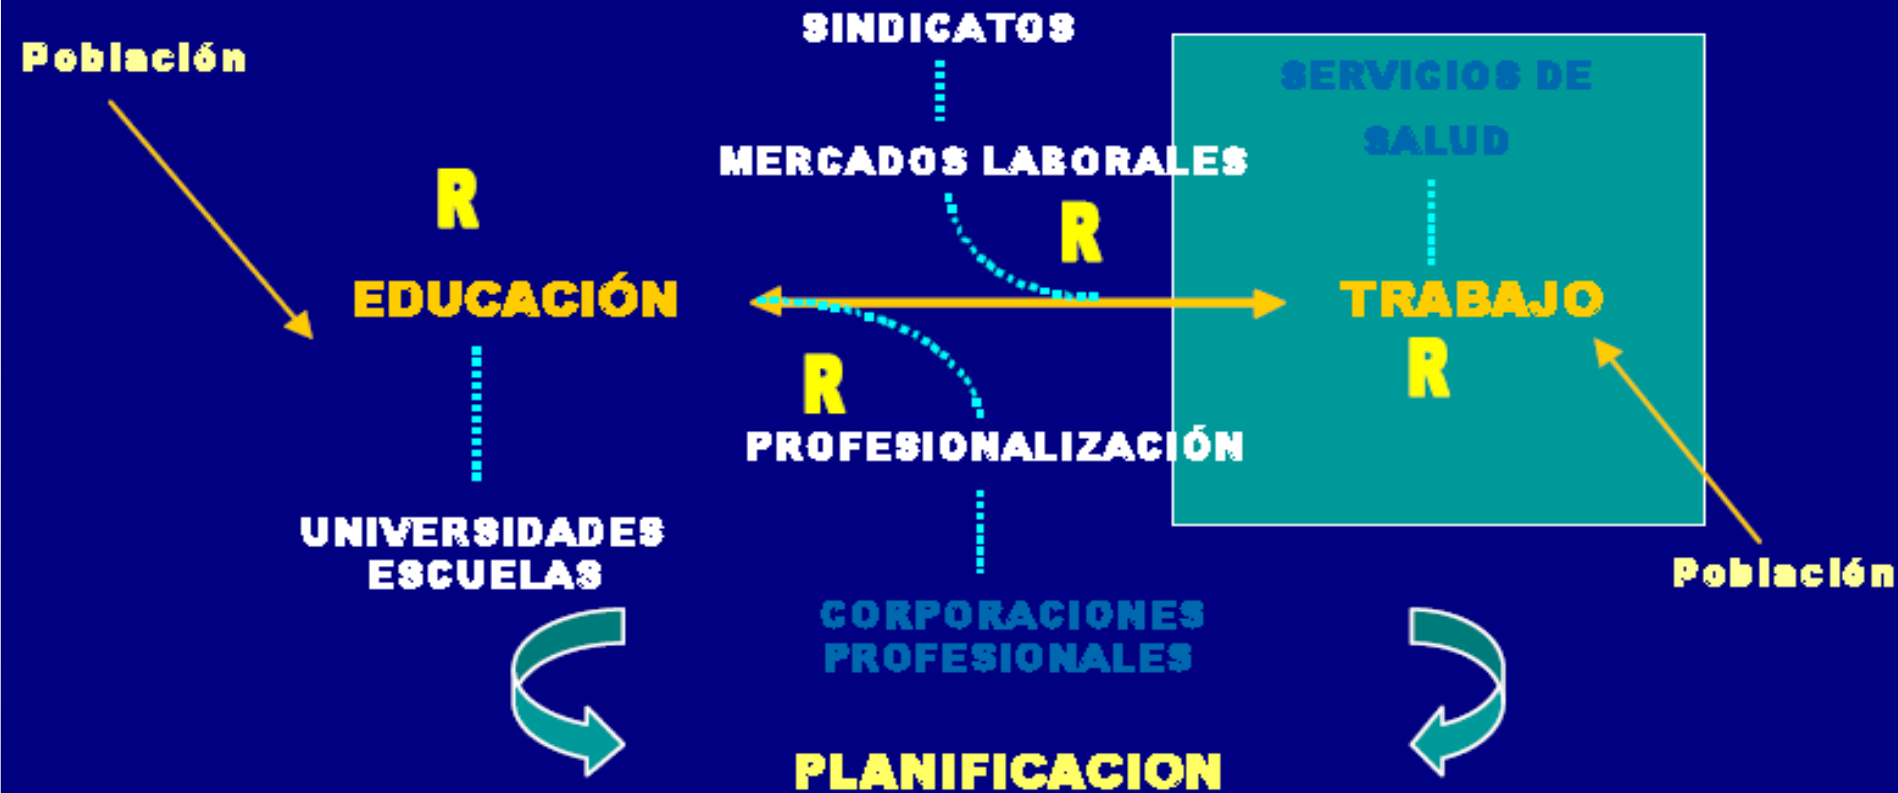 SINDICATOS
Población
SERVICIOS DE
SALUD
MERCADOS LABORALES
R
R
EDUCACIÓN
TRABAJO
R
R
PROFESIONALIZACIÓN
UNIVERSIDADES
ESCUELAS
Población
CORPORACIONES
PROFESIONALES
PLANIFICACION